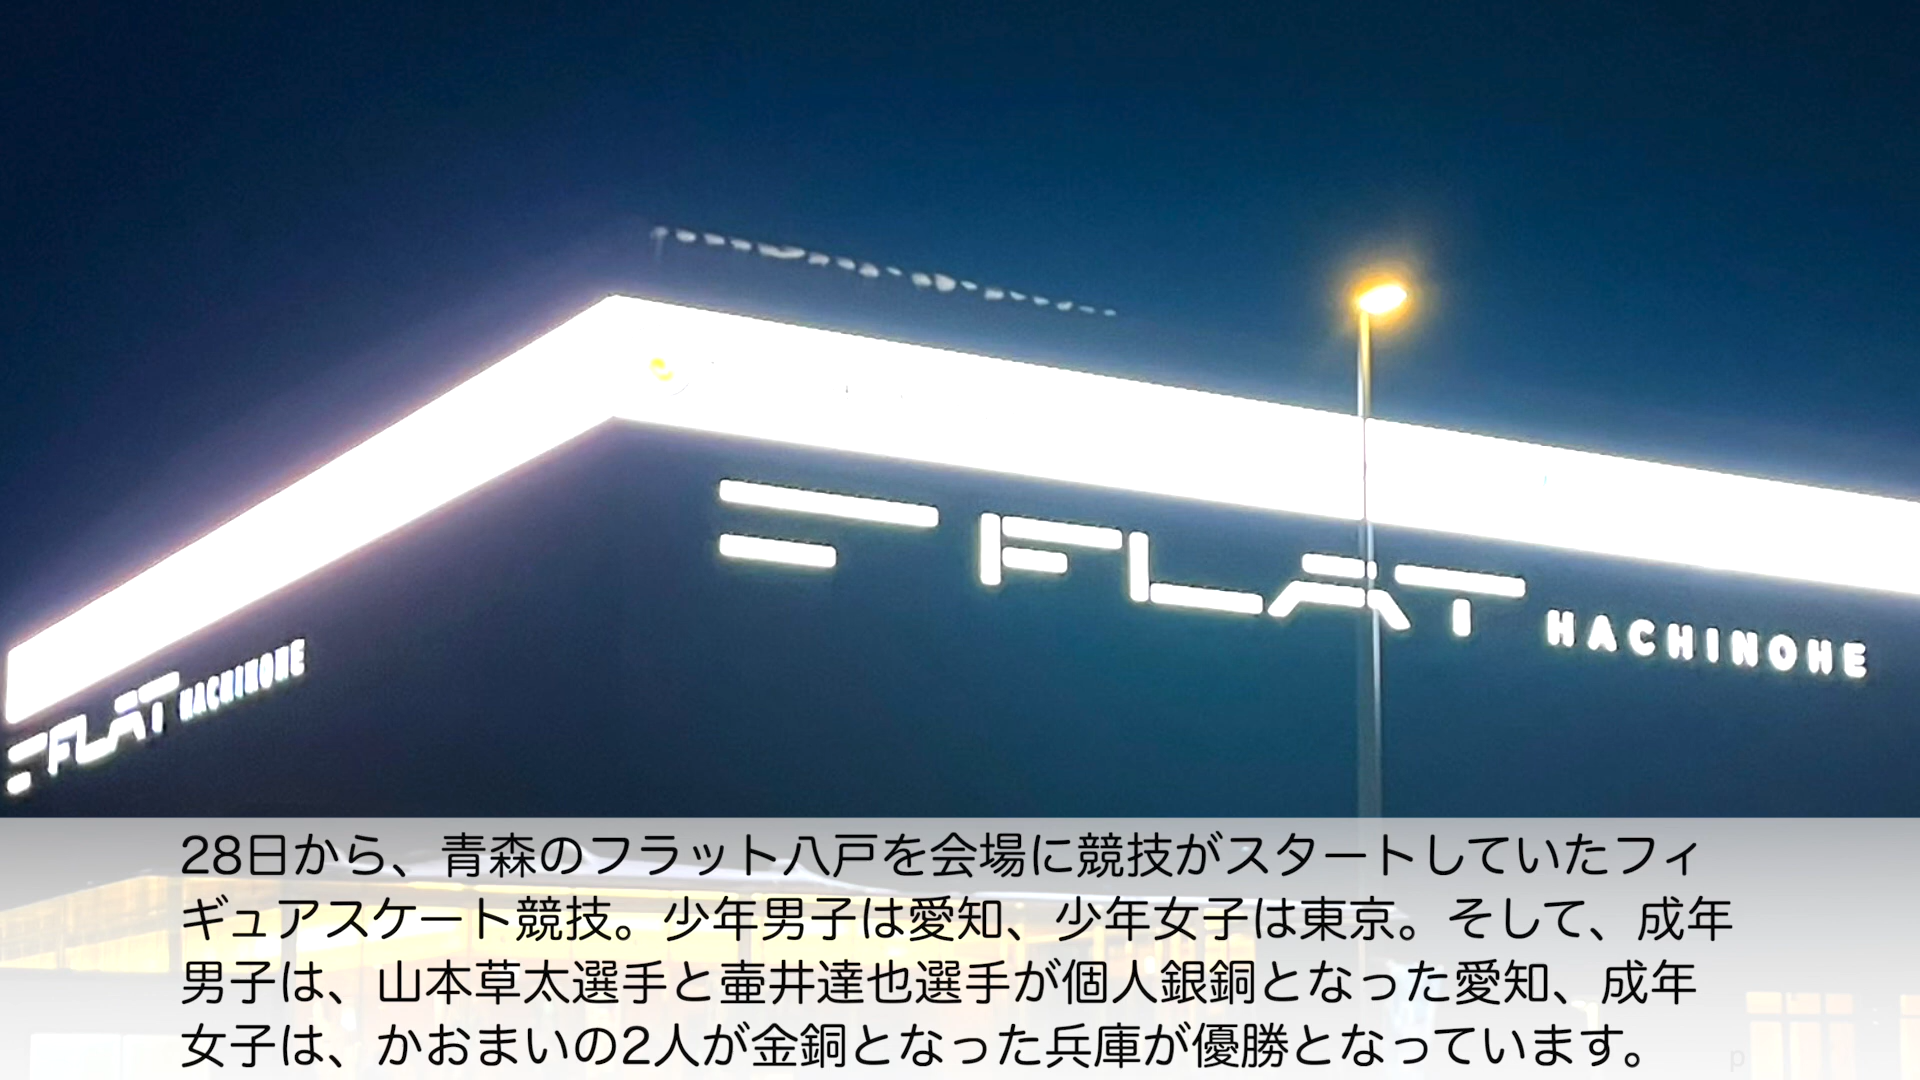 FLAT HACHINOHE
FLAT HACHINOHE
28日から、青森のフラット八戸を会場に競技がスタートしていたフィ
ギュアスケート競技。少年男子は愛知、少年女子は東京。そして、成年
男子は、山本草太選手と壷井達也選手が個人銀銅となった愛知、成年
女子は、かおまいの2人が金銅となった兵庫が優勝となっています。
p